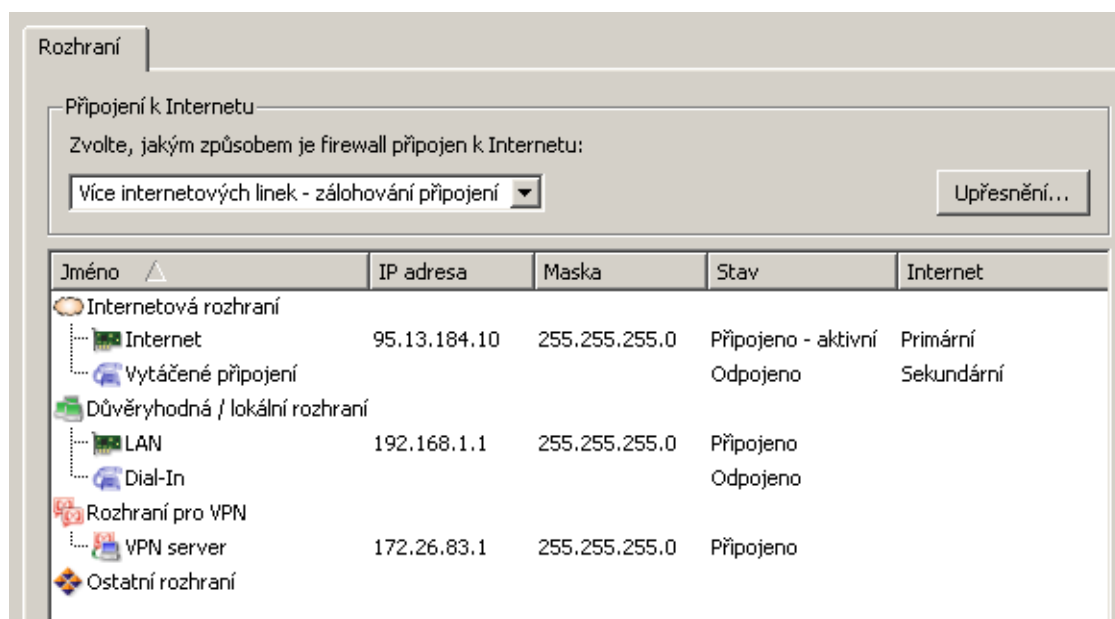 Rozhraní
Připojení k Internetu
Zvolte, jakým způsobem je firewall připojen k Internetu:
Více internetových linek - zálohování připojení
Upřesnění...
Jméno IP adresa Maska Stav Internet
Internetová rozhraní
Internet 95.13.184.10 255.255.255.0 Připojeno - aktivní Primární
Vytáčené připojení Odpojeno Sekundární
Důvěryhodná / lokální rozhraní
LAN 192.168.1.1 255.255.255.0 Připojeno
Dial-In Odpojeno
Rozhraní pro VPN
VPN server 172.26.83.1 255.255.255.0 Připojeno
Ostatní rozhraní